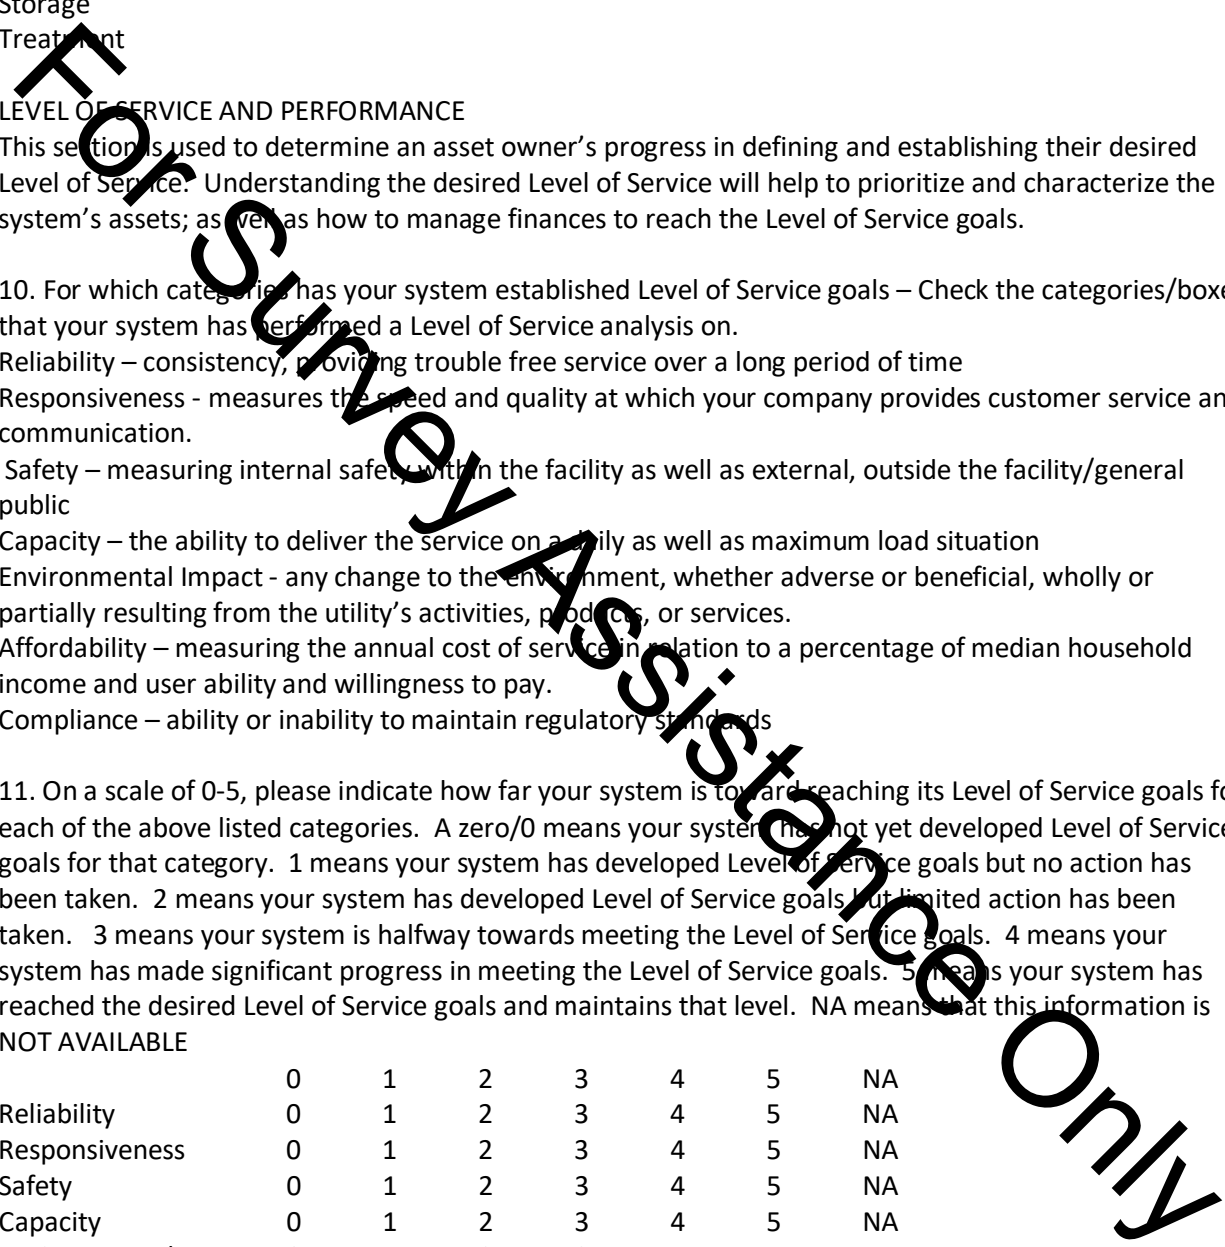 Storage
Treatment
LEVEL OF SERVICE AND PERFORMANCE
This section is used to determine an asset owner’s progress in defining and establishing their desired
Level of Service. Understanding the desired Level of Service will help to prioritize and characterize the
system’s assets; as well as how to manage finances to reach the Level of Service goals.
10. For which categories has your system established Level of Service goals – Check the categories/boxe
that your system has performed a Level of Service analysis on.
Reliability – consistency, providing trouble free service over a long period of time
Responsiveness - measures the speed and quality at which your company provides customer service an
communication.
Safety – measuring internal safety within the facility as well as external, outside the facility/general
public
Capacity – the ability to deliver the service on a daily as well as maximum load situation
Environmental Impact - any change to the environment, whether adverse or beneficial, wholly or
partially resulting from the utility’s activities, products, or services.
Affordability – measuring the annual cost of service in relation to a percentage of median household
income and user ability and willingness to pay.
Compliance – ability or inability to maintain regulatory standards
11. On a scale of 0-5, please indicate how far your system is toward reaching its Level of Service goals fo
each of the above listed categories. A zero/0 means your system has not yet developed Level of Service
goals for that category. 1 means your system has developed Level of Service goals but no action has
been taken. 2 means your system has developed Level of Service goals but limited action has been
taken. 3 means your system is halfway towards meeting the Level of Service goals. 4 means your
system has made significant progress in meeting the Level of Service goals. 5 means your system has
reached the desired Level of Service goals and maintains that level. NA means that this information is
NOT AVAILABLE
0 1 2 3 4 5 NA
Reliability 0 1 2 3 4 5 NA
Responsiveness 0 1 2 3 4 5 NA
Safety 0 1 2 3 4 5 NA
Capacity 0 1 2 3 4 5 NA
For Survey Assistance Only